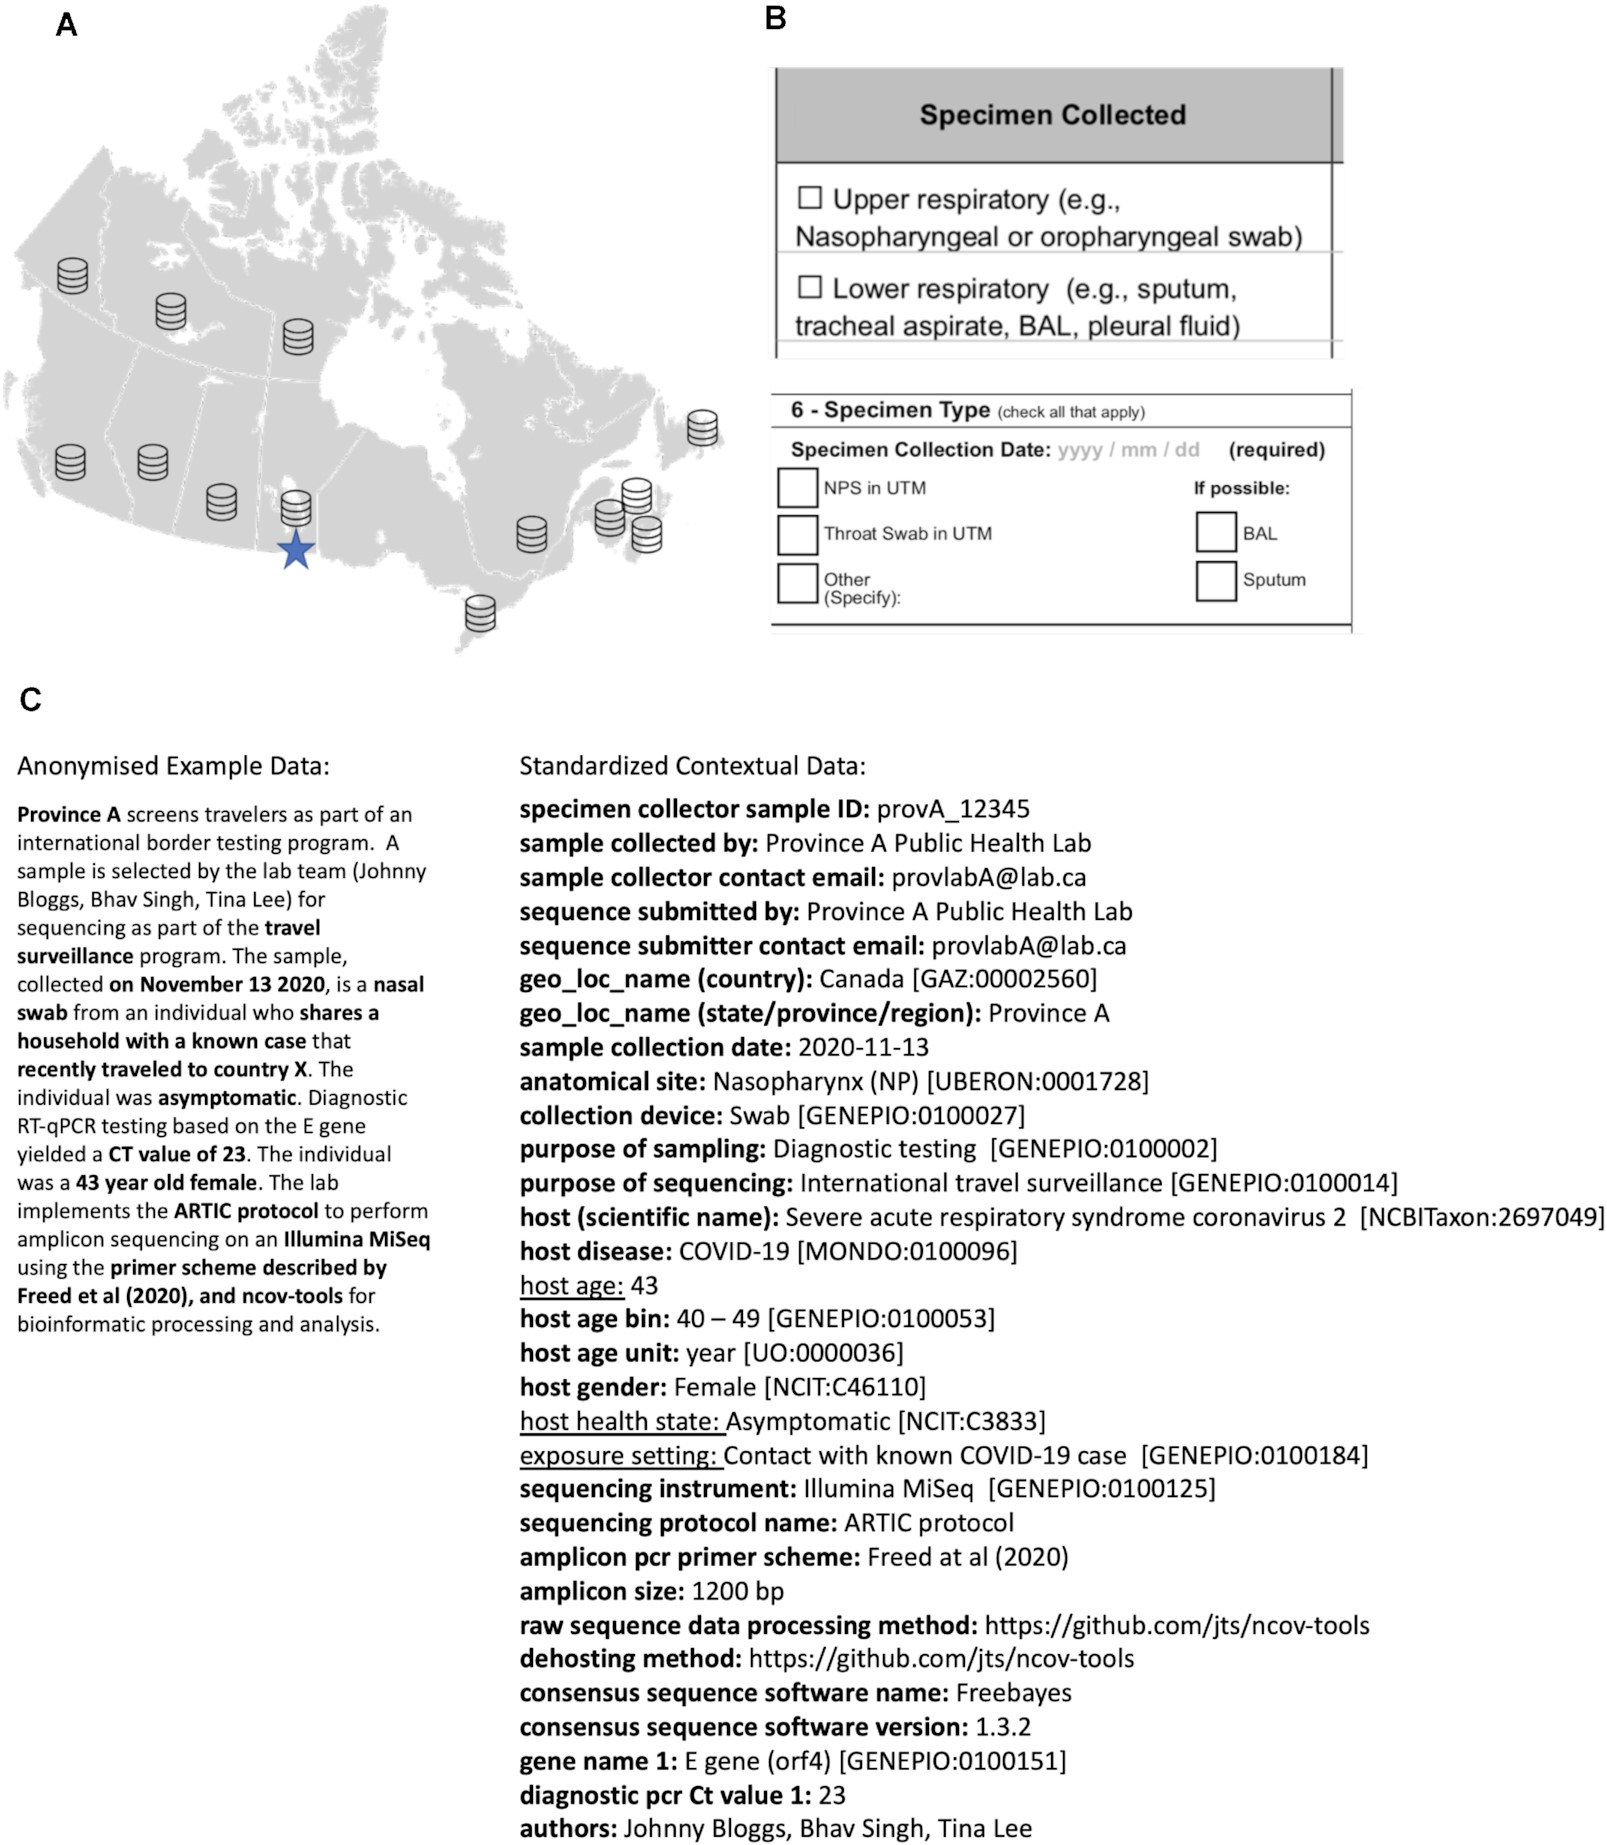 A
B
Specimen Collected
☐ Upper respiratory (e.g.,
Nasopharyngeal or oropharyngeal swab)
☐ Lower respiratory (e.g., sputum,
tracheal aspirate, BAL, pleural fluid)
6 - Specimen Type (check all that apply)
Specimen Collection Date: yyyy / mm / dd (required)
NPS in UTM
If possible:
Throat Swab in UTM
BAL
Other
(Specify):
Sputum
C
Anonymised Example Data:
Province A screens travelers as part of an
international border testing program. A
sample is selected by the lab team (Johnny
Bloggs, Bhav Singh, Tina Lee) for
sequencing as part of the travel
surveillance program. The sample,
collected on November 13 2020, is a nasal
swab from an individual who shares a
household with a known case that
recently traveled to country X. The
individual was asymptomatic. Diagnostic
RT-qPCR testing based on the E gene
yielded a CT value of 23. The individual
was a 43 year old female. The lab
implements the ARTIC protocol to perform
amplicon sequencing on an Illumina MiSeq
using the primer scheme described by
Freed et al (2020), and ncov-tools for
bioinformatic processing and analysis.
Standardized Contextual Data:
specimen collector sample ID: provA_12345
sample collected by: Province A Public Health Lab
sample collector contact email: provlabA@lab.ca
sequence submitted by: Province A Public Health Lab
sequence submitter contact email: provlabA@lab.ca
geo_loc_name (country): Canada [GAZ:00002560]
geo_loc_name (state/province/region): Province A
sample collection date: 2020-11-13
anatomical site: Nasopharynx (NP) [UBERON:0001728]
collection device: Swab [GENEPIO:0100027]
purpose of sampling: Diagnostic testing [GENEPIO:0100002]
purpose of sequencing: International travel surveillance [GENEPIO:0100014]
host (scientific name): Severe acute respiratory syndrome coronavirus 2 [NCBITaxon:2697049]
host disease: COVID-19 [MONDO:0100096]
host age: 43
host age bin: 40 – 49 [GENEPIO:0100053]
host age unit: year [UO:0000036]
host gender: Female [NCIT:C46110]
host health state: Asymptomatic [NCIT:C3833]
exposure setting: Contact with known COVID-19 case [GENEPIO:0100184]
sequencing instrument: Illumina MiSeq [GENEPIO:0100125]
sequencing protocol name: ARTIC protocol
amplicon pcr primer scheme: Freed at al (2020)
amplicon size: 1200 bp
raw sequence data processing method: https://github.com/jts/ncov-tools
dehosting method: https://github.com/jts/ncov-tools
consensus sequence software name: Freebayes
consensus sequence software version: 1.3.2
gene name 1: E gene (orf4) [GENEPIO:0100151]
diagnostic pcr Ct value 1: 23
authors: Johnny Bloggs, Bhav Singh, Tina Lee